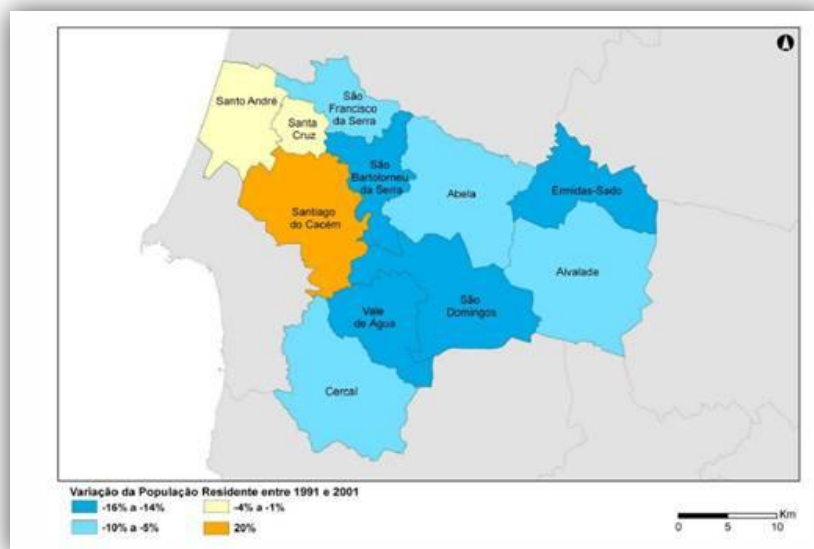 Santo André
São
Francisco
da Serra
Santa
Cruz
São
Bartolomeu
da Serra
Abela
Ermidas-Sado
Santiago
do Cacém
Alvalade
Vale
de Água
São
Domingos
Cercal
Variação da População Residente entre 1991 e 2001
-16% a -14%
-4% a -1%
-10% a -5%
20%
Km
0 5 10